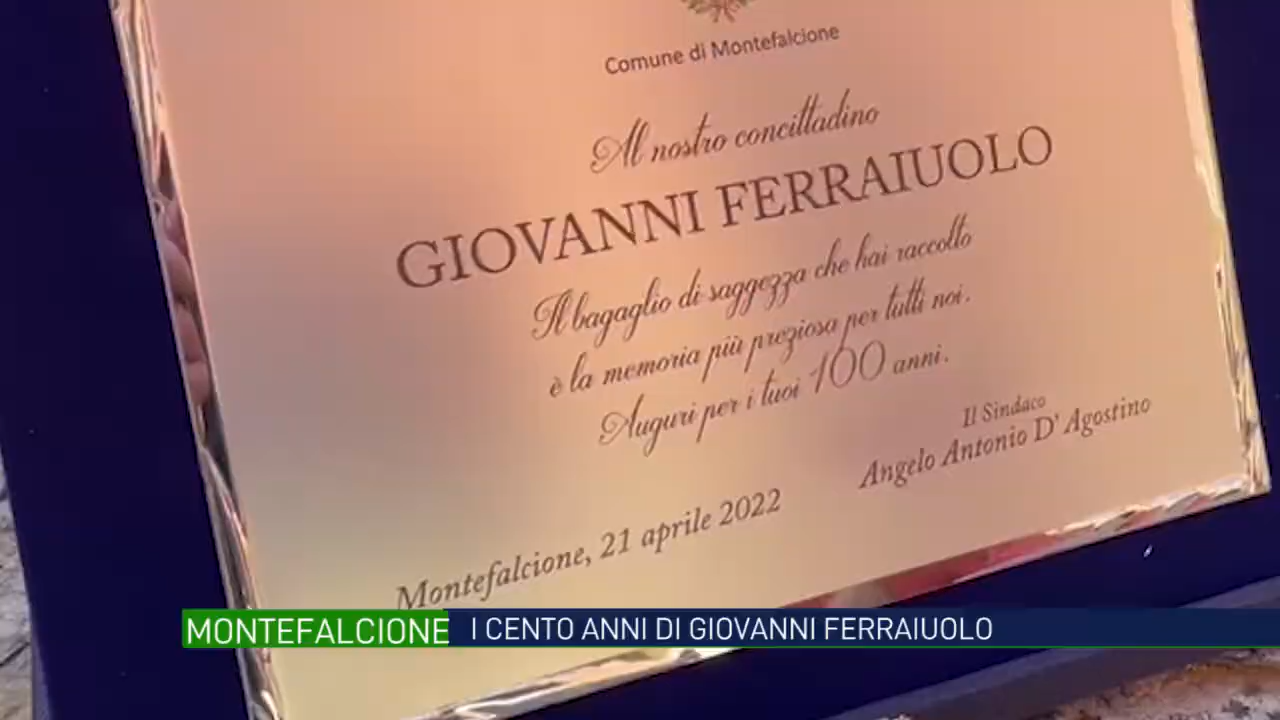 Comune di Montefalcione
Al nostro concittadino
GIOVANNI FERRAIUOLO
Il bagaglio di saggezza che hai raccolto
è la memoria più preziosa per tutti noi.
Auguri per i tuoi 100 anni.
Il Sindaco
Angelo Antonio D' Agostino
Montefalcione, 21 aprile 2022
MONTEFALCIONE I CENTO ANNI DI GIOVANNI FERRAIUOLO